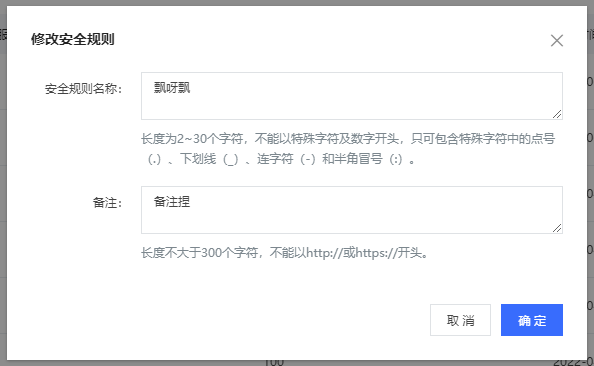 修改安全规则
安全规则名称：
飘呀飘
长度为2~30个字符，不能以特殊字符及数字开头，只可包含特殊字符中的点号
（.）、下划线（_）、连字符（-）和半角冒号（:）。
备注：
备注捏
长度不大于300个字符，不能以http://或https://开头。
取 消
确 定